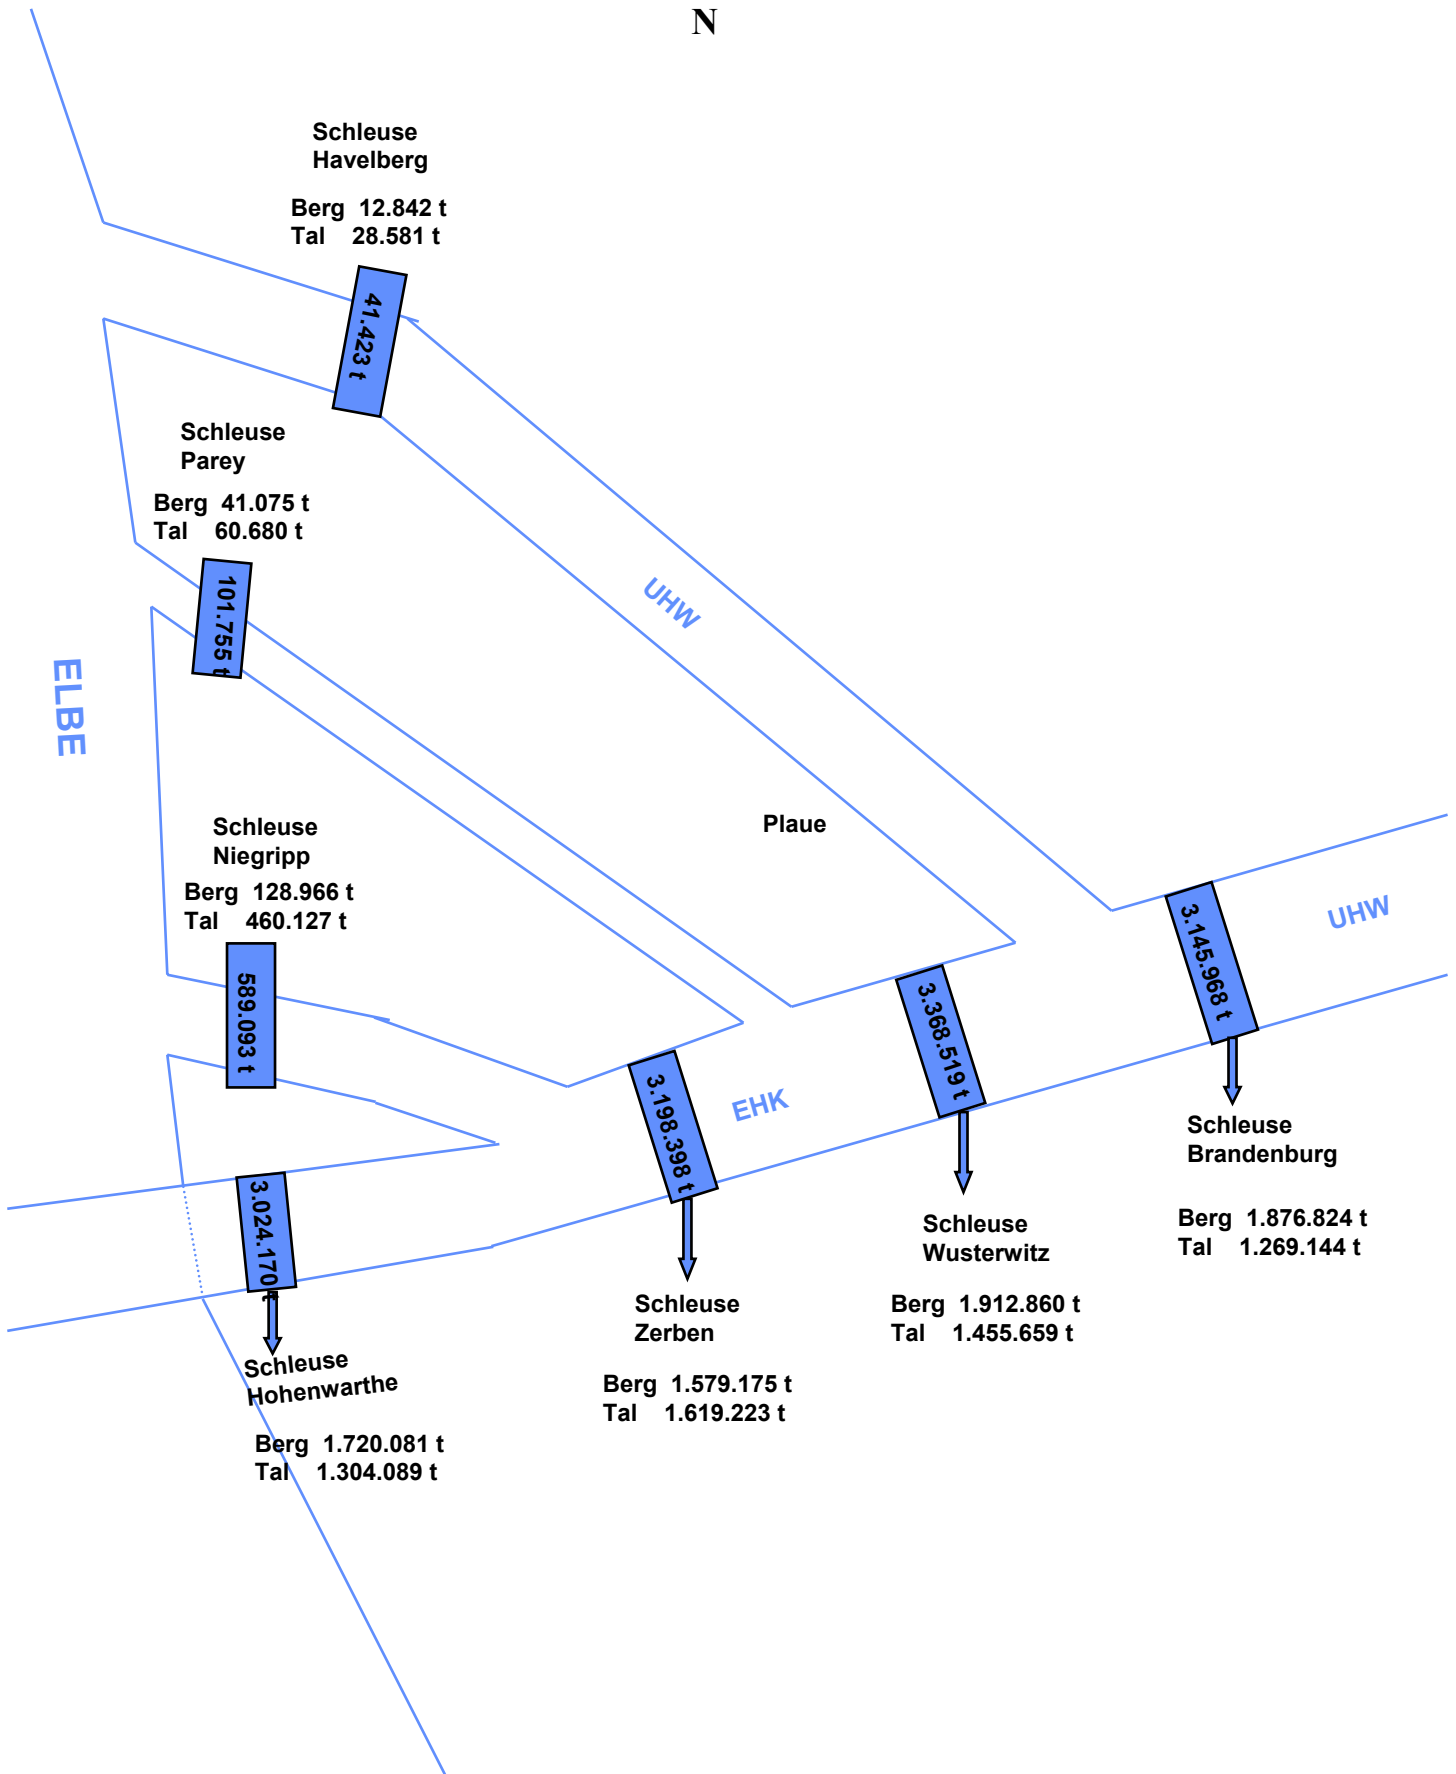 N
Schleuse
Havelberg
Berg 12.842 t
Tal 28.581 t
41.423 t
Schleuse
Parey
Berg 41.075 t
Tal 60.680 t
101.755 t
UHW
ELBE
Schleuse
Niegripp
Berg 128.966 t
Tal 460.127 t
589.093 t
Plaue
UHW
3.145.968 t
3.368.519 t
EHK
3.198.398 t
3.024.170 t
Schleuse
Brandenburg
Berg 1.876.824 t
Tal 1.269.144 t
Schleuse
Wusterwitz
Berg 1.912.860 t
Tal 1.455.659 t
Schleuse
Zerben
Berg 1.579.175 t
Tal 1.619.223 t
Schleuse
Hohenwarthe
Berg 1.720.081 t
Tal 1.304.089 t